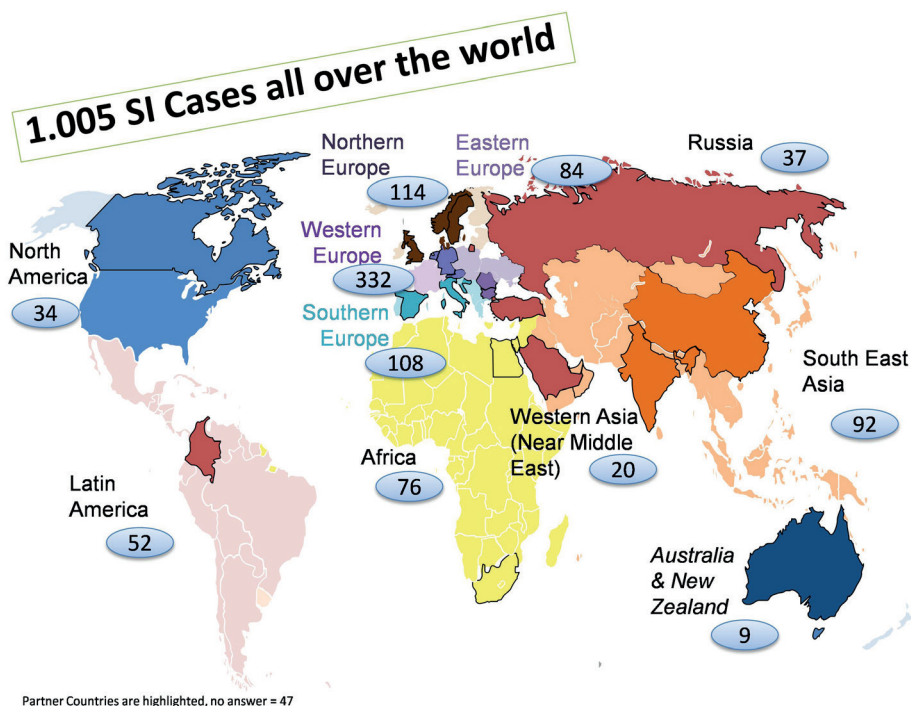 1.005 SI Cases all over the world
Northern
Europe
114
Eastern
Europe
84
Russia
37
North
America
34
Western
Europe
332
Southern
Europe
108
South East
Asia
92
Western Asia
(Near Middle
East)
20
Africa
76
Latin
America
52
Australia
& New
Zealand
9
Partner Countries are highlighted, no answer = 47